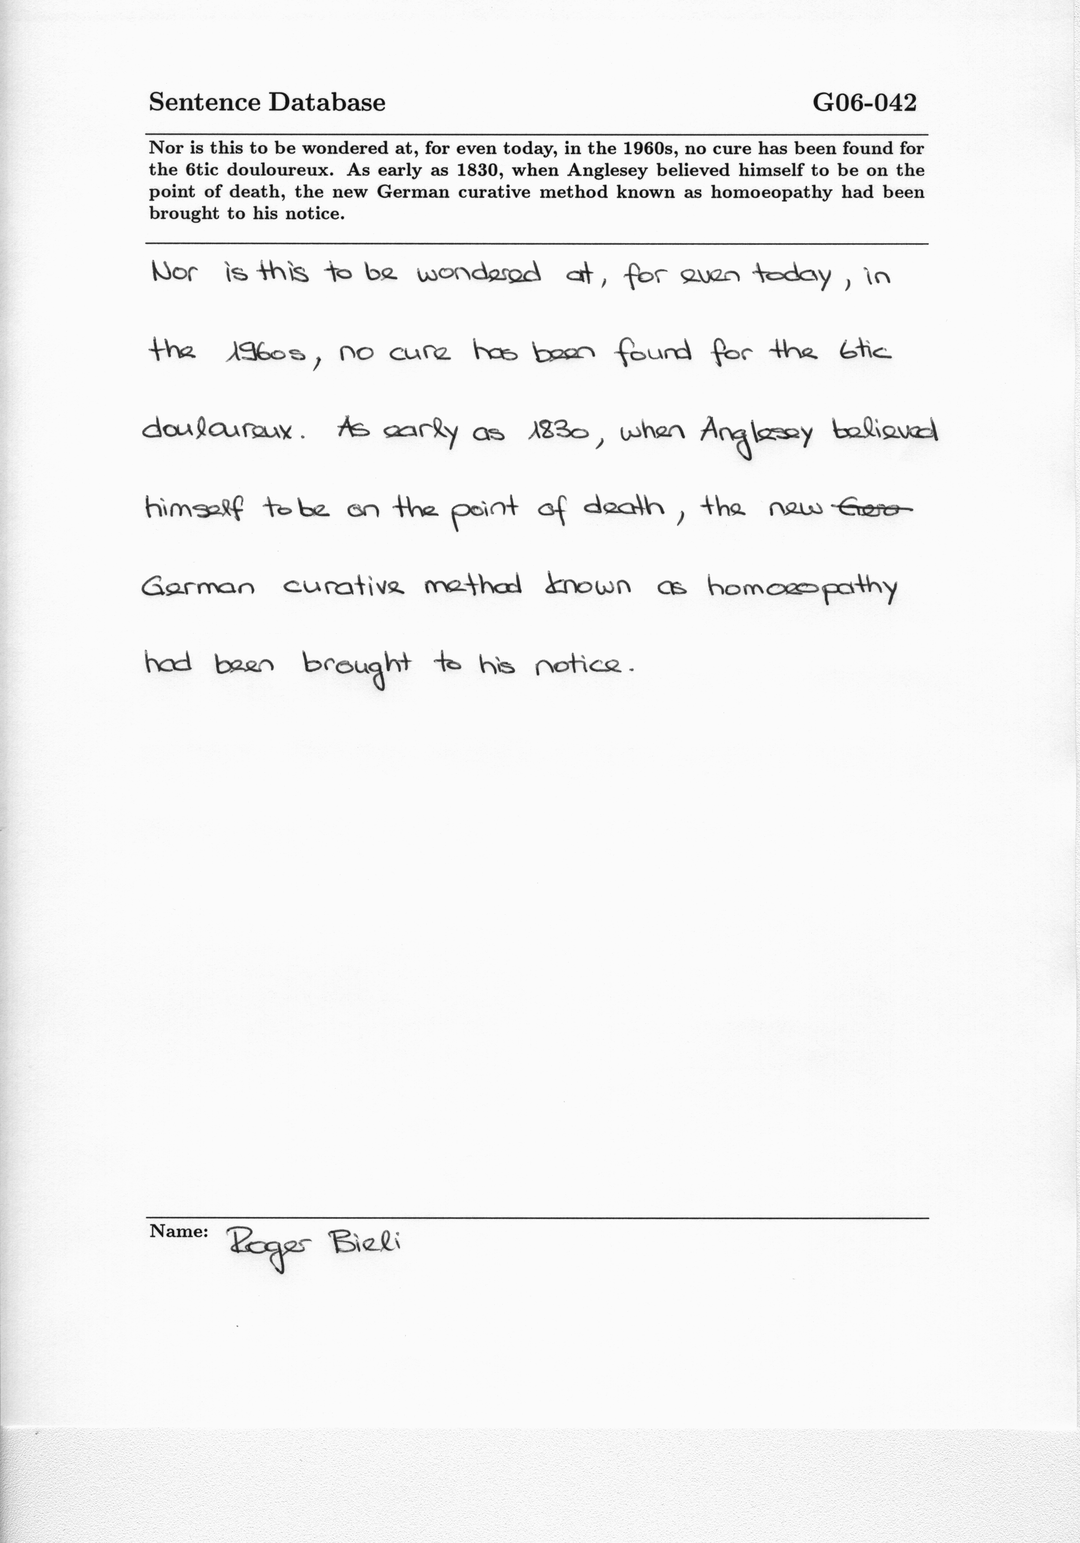 Sentence Database G06-042
Nor is this to be wondered at, for even today, in the 1960s, no cure has been found for
the 6tic douloureux. As early as 1830, when Anglesey believed himself to be on the
point of death, the new German curative method known as homoeopathy had been
brought to his notice.
Nor is this to be wondered at, for even today, in
the 1960s, no cure has been found for the 6tic
douloureux. As early as 1830, when Anglesey believed
himself to be on the point of death, the new
German curative method known as homoeopathy
had been brought to his notice.
Name: Roger Bieli